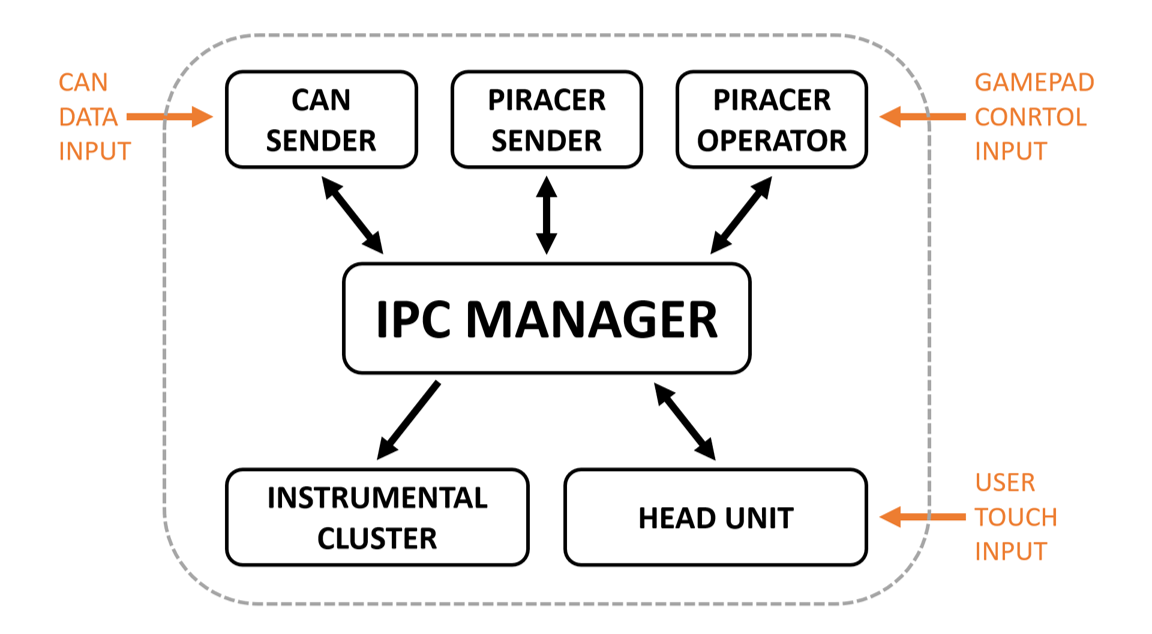 CAN
DATA
INPUT
CAN
SENDER
PIRACER
SENDER
PIRACER
OPERATOR
GAMEPAD
CONRTOL
INPUT
IPC MANAGER
INSTRUMENTAL
CLUSTER
HEAD UNIT
USER
TOUCH
INPUT